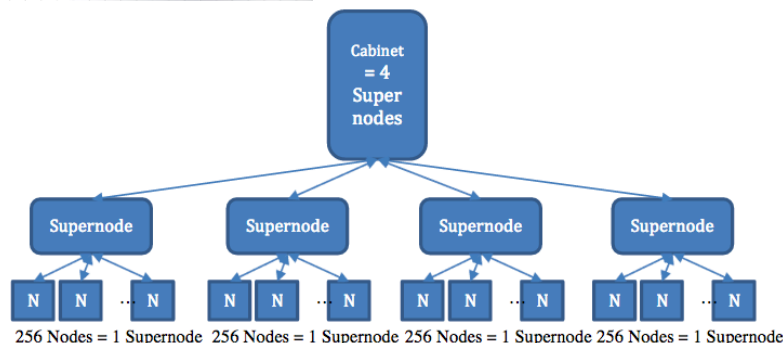 Cabinet
= 4
Super
nodes
Supernode Supernode Supernode Supernode
N N ... N N N ... N N N ... N N N ... N
256 Nodes = 1 Supernode 256 Nodes = 1 Supernode 256 Nodes = 1 Supernode 256 Nodes = 1 Supernode